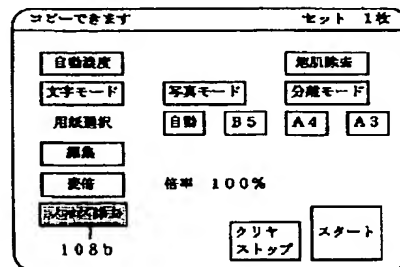 コピーできます セット 1枚
自動濃度 地肌除去
文字モード 写真モード 分離モード
用紙選択 自動 B5 A4 A3
編集
変倍 倍率 100%
クリヤ スタート
ストップ
108b